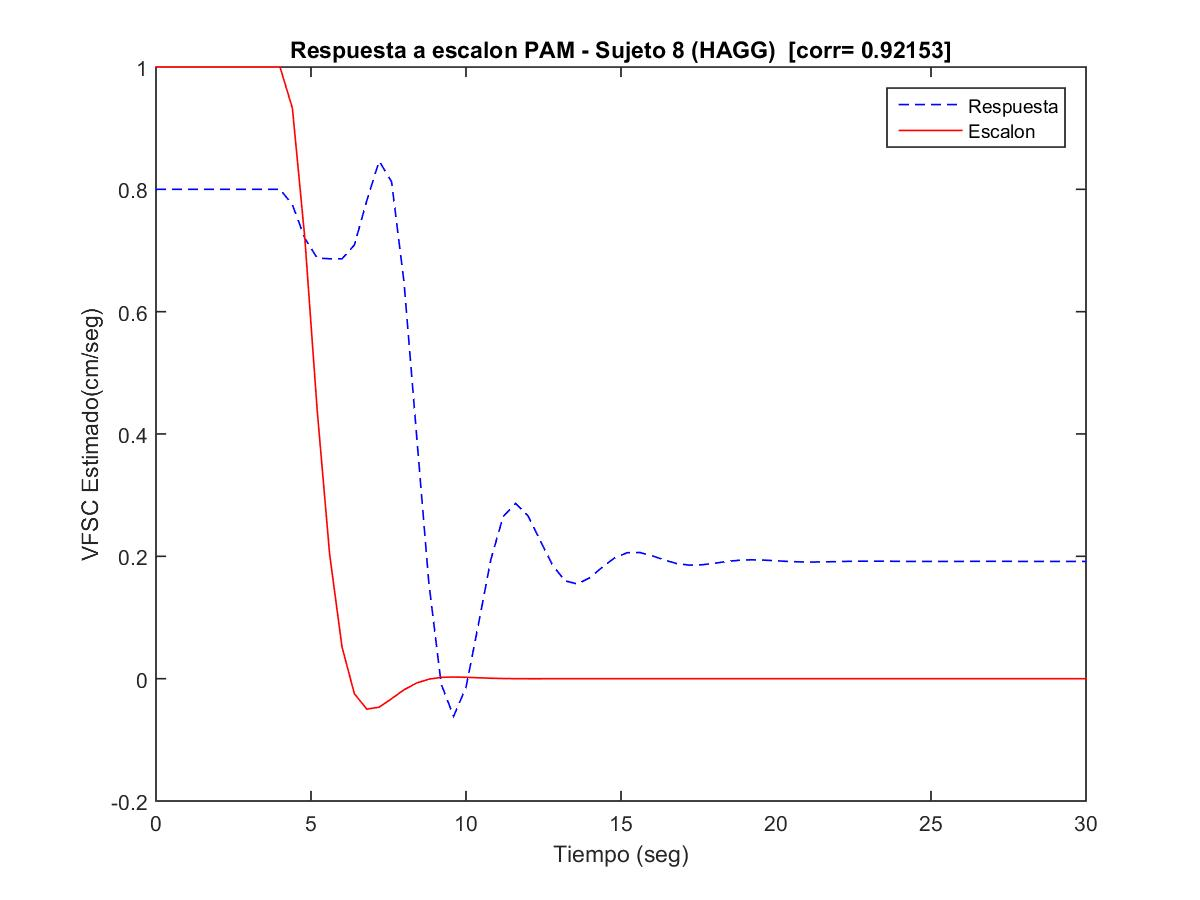 Respuesta a escalon PAM - Sujeto 8 (HAGG)  [corr= 0.92153]
Respuesta
Escalon
VFSC Estimado(cm/seg)
1
0.8
0.6
0.4
0.2
0
-0.2
0 5 10 15 20 25 30
Tiempo (seg)